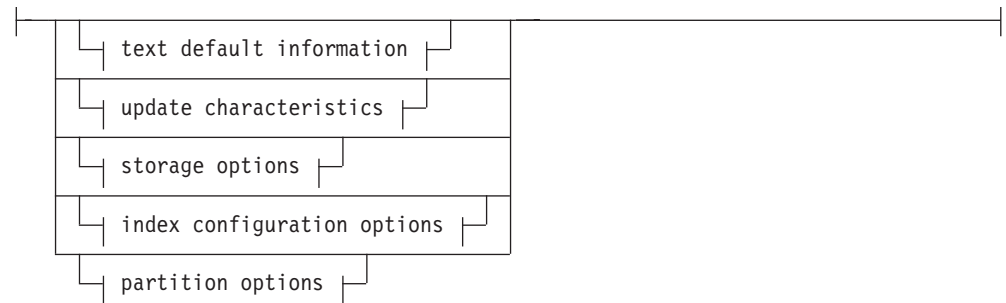 text default information
update characteristics
storage options
index configuration options
partition options